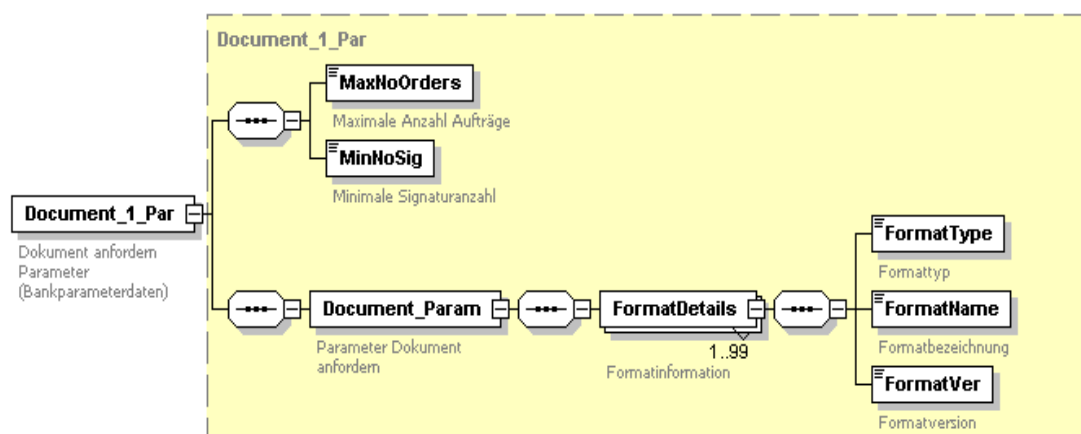 Document_1_Par
MaxNoOrders
Maximale Anzahl Aufträge
MinNoSig
Minimale Signaturanzahl
Document_1_Par
Dokument anfordern
Parameter
(Bankparameterdaten)
Document_Param
Parameter Dokument
anfordern
FormatDetails
1..99
Formatinformation
FormatType
Formattyp
FormatName
Formatbezeichnung
FormatVer
Formatversion